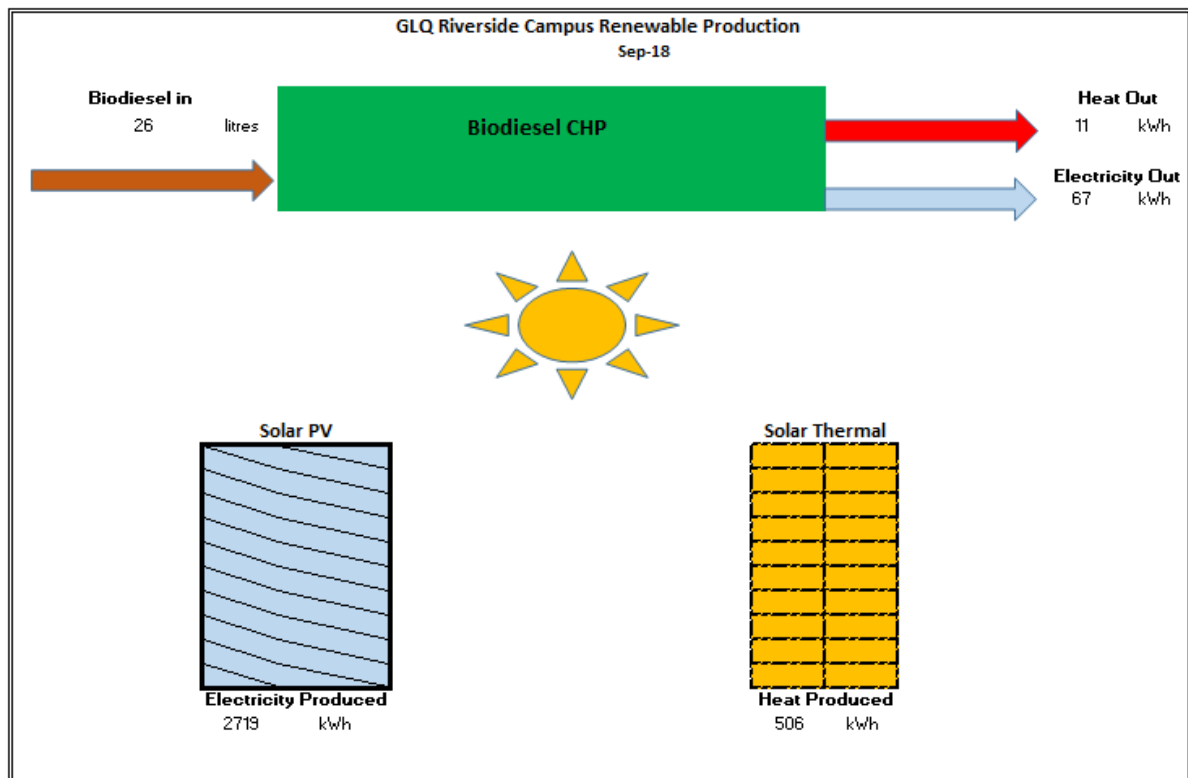 GLQ Riverside Campus Renewable Production
Sep-18
Biodiesel in
26 litres
Biodiesel CHP
Heat Out
11 kWh
Electricity Out
67 kWh
Solar PV
Electricity Produced
2719 kWh
Solar Thermal
Heat Produced
506 kWh